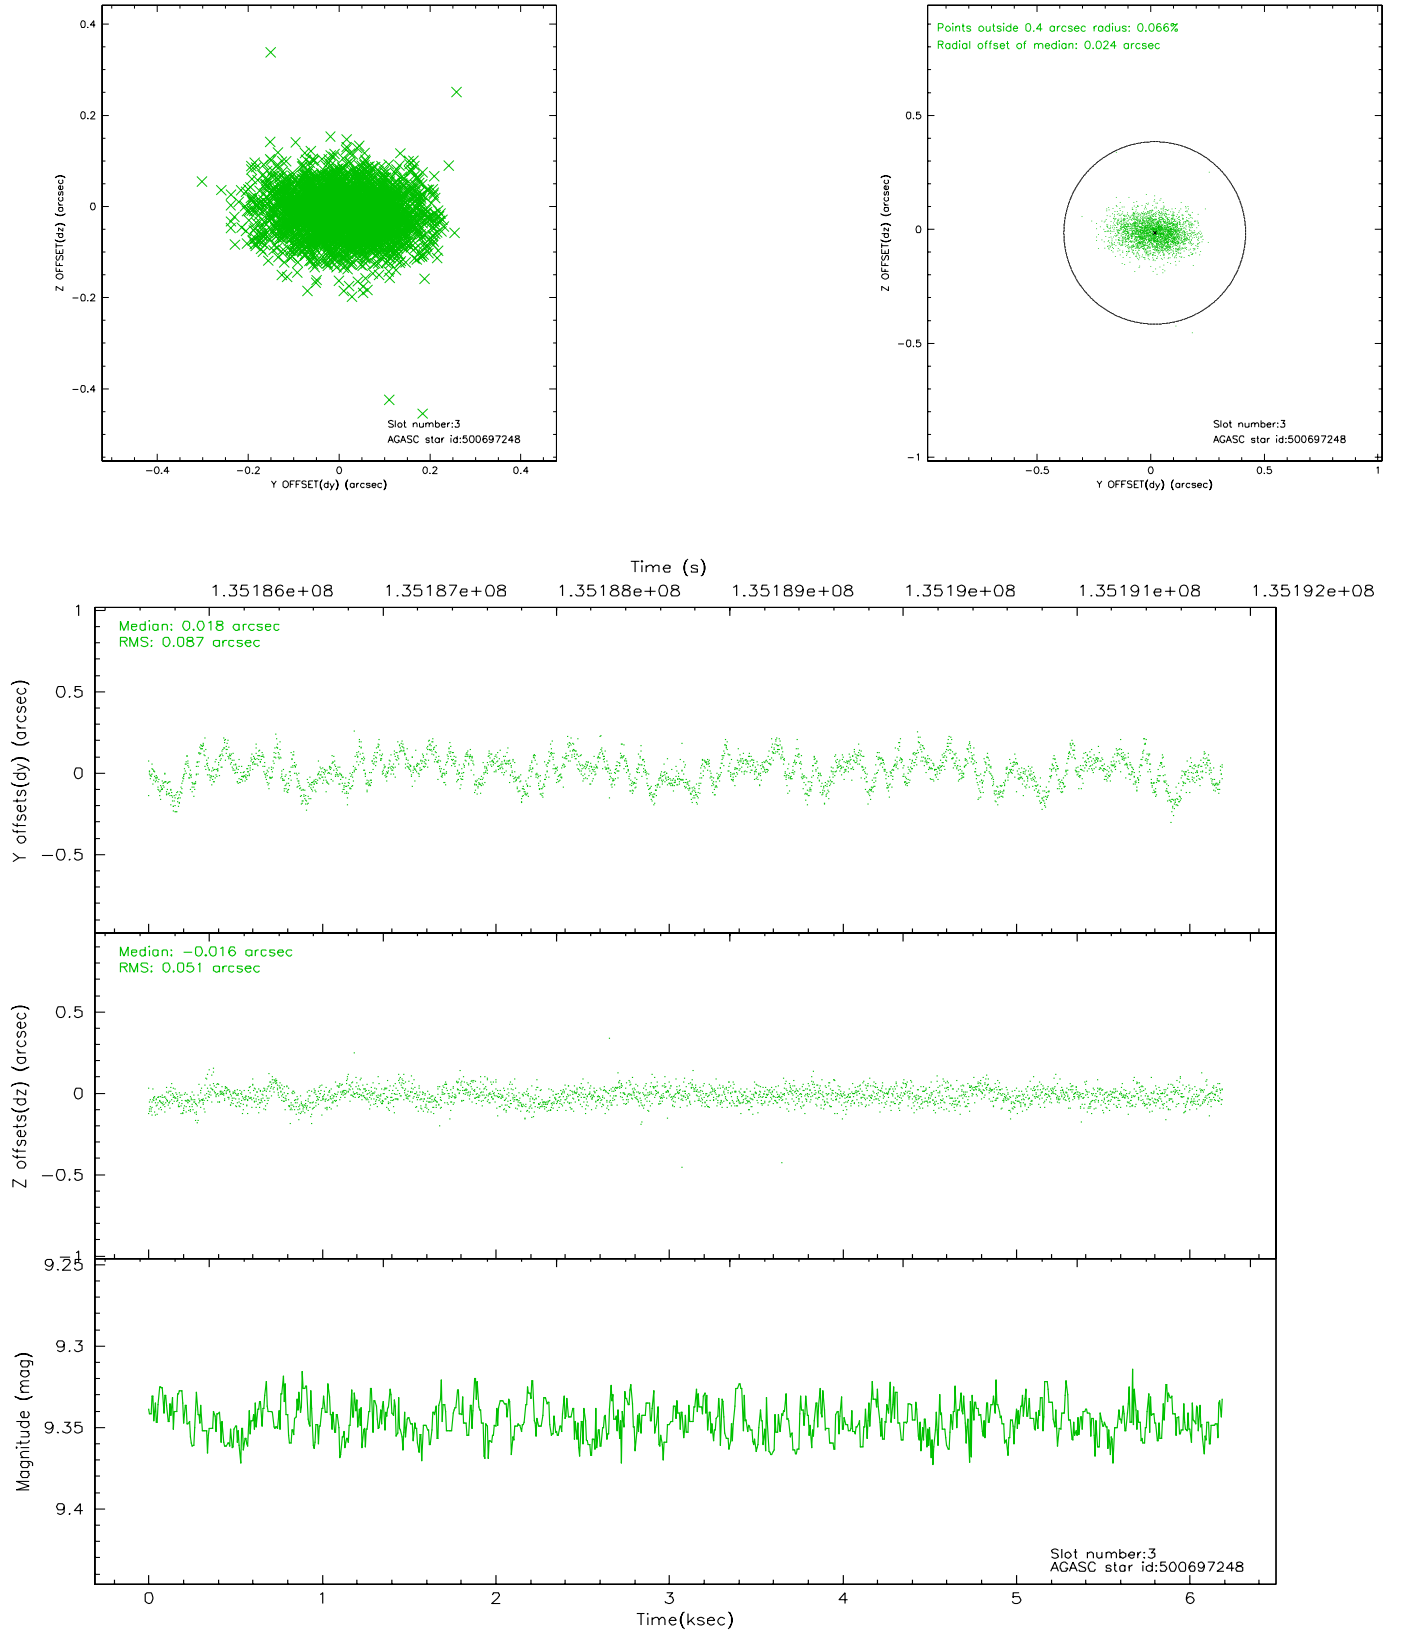 0.4
0.2
0
−0.2
−0.4
Z OFFSET(dz) (arcsec)
Slot number:3
AGASC star id:500697248
−0.4 −0.2 0 0.2 0.4
Y OFFSET(dy) (arcsec)
Points outside 0.4 arcsec radius: 0.066%
Radial offset of median: 0.024 arcsec
0.5
0
−0.5
−1
Z OFFSET(dz) (arcsec)
Slot number:3
AGASC star id:500697248
−0.5 0 0.5 1
Y OFFSET(dy) (arcsec)
Time (s)
1.35186e+08 1.35187e+08 1.35188e+08 1.35189e+08 1.3519e+08 1.35191e+08 1.35192e+08
Median: 0.018 arcsec
RMS: 0.087 arcsec
1
0.5
0
−0.5
Y offsets(dy) (arcsec)
Median: −0.016 arcsec
RMS: 0.051 arcsec
0.5
0
−0.5
−1
Z offsets(dz) (arcsec)
9.25
9.3
9.35
9.4
Magnitude (mag)
Slot number:3
AGASC star id:500697248
0 1 2 3 4 5 6
Time(ksec)